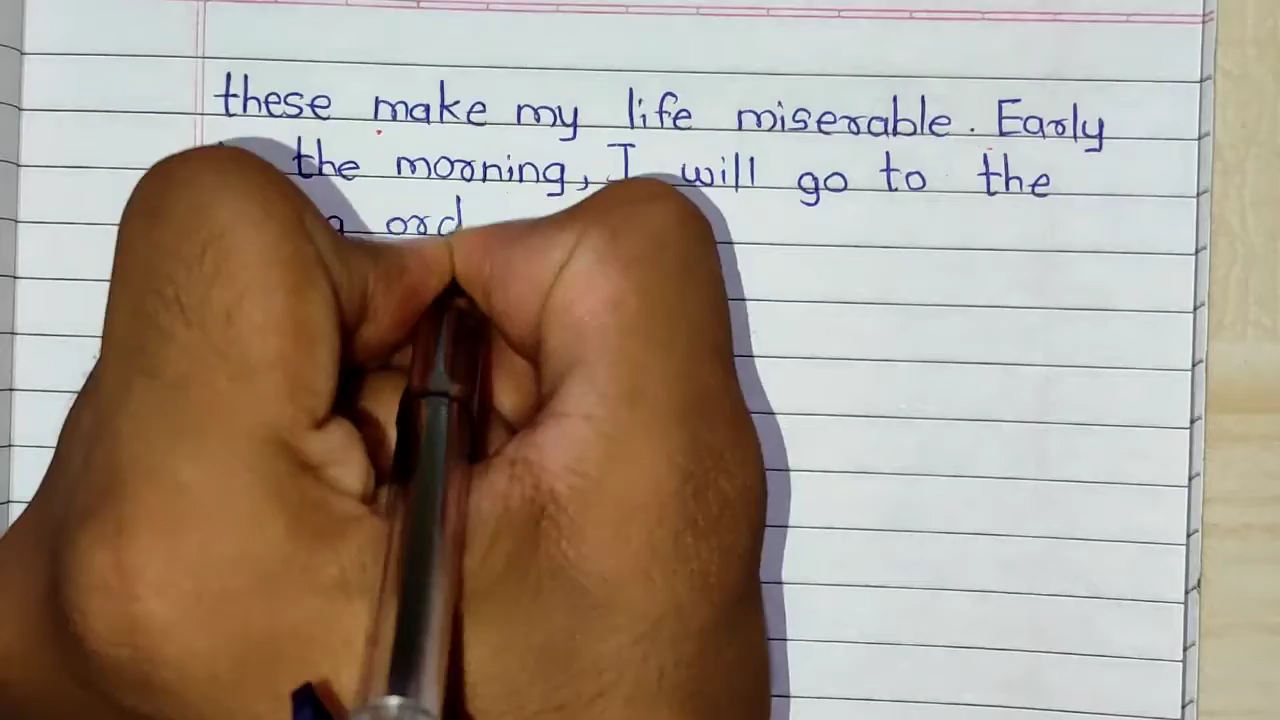 these make my life miserable. Early
the morning, I will go to the